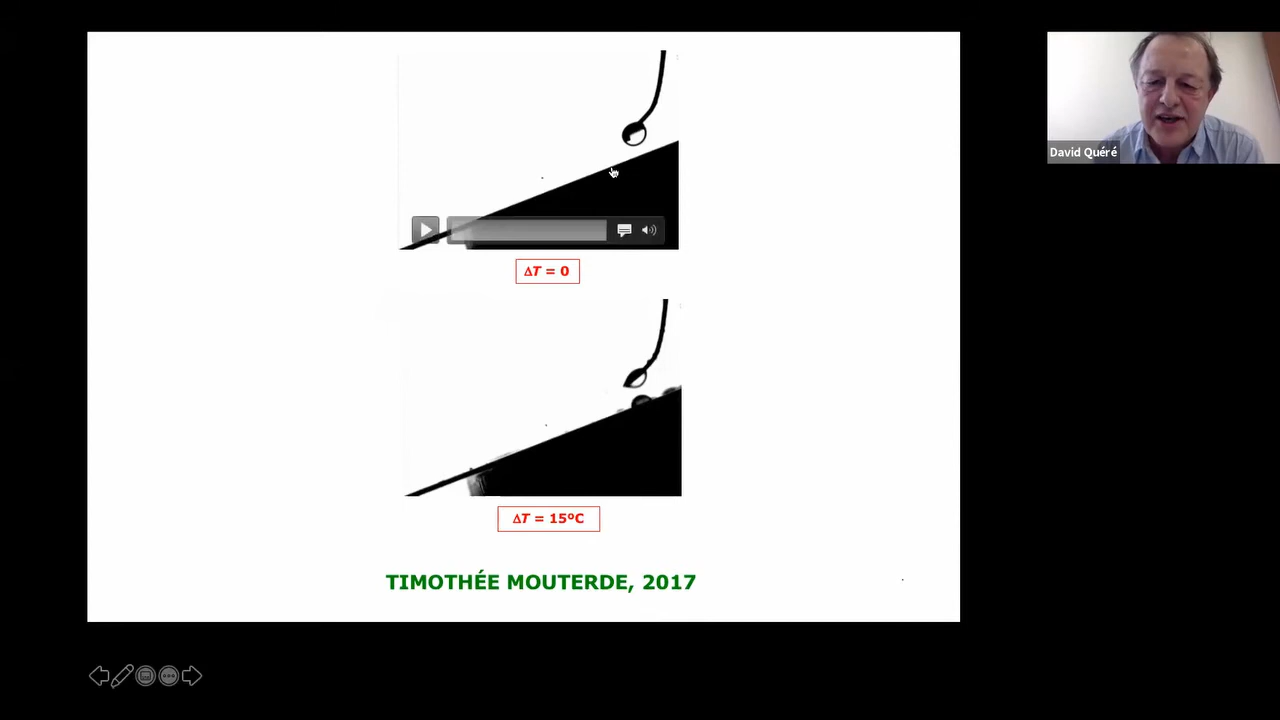 David Quéré
ΔT = 0
ΔT = 15ºC
TIMOTHÉE MOUTERDE, 2017